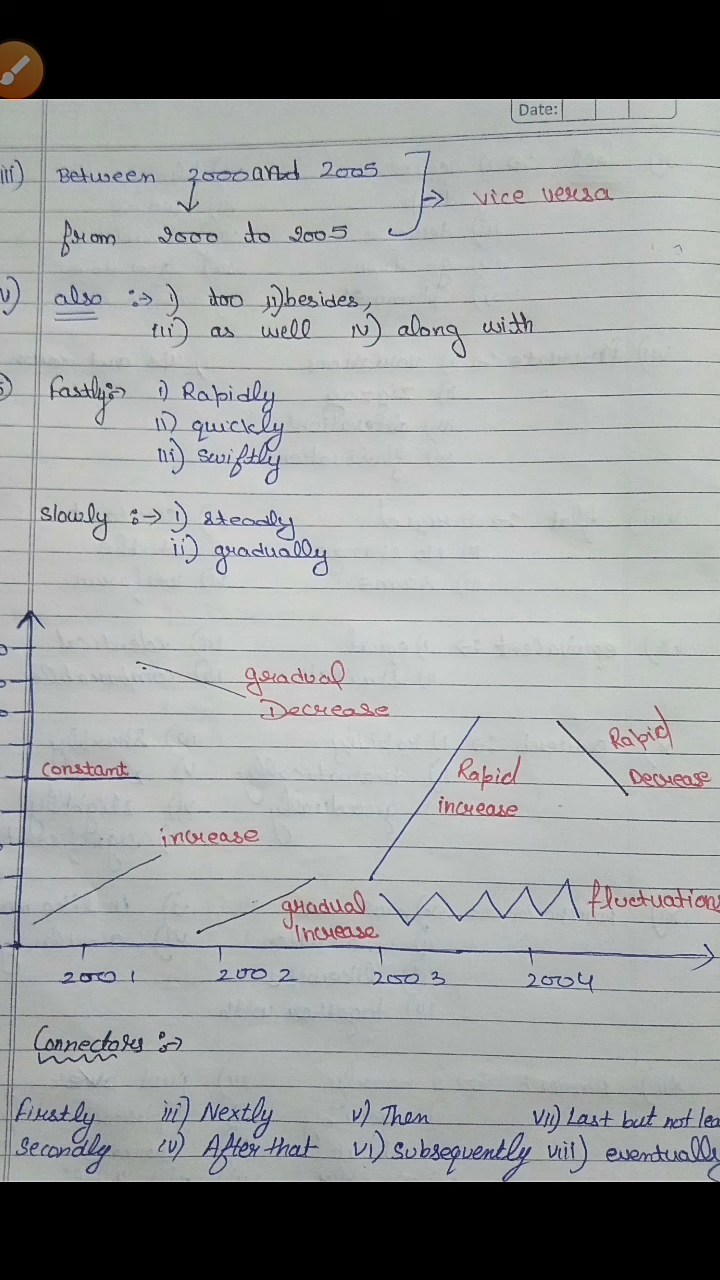 Date:
iii) Between 2000 and 2005
→ vice versa
from 2000 to 2005
also :→ i) too ii) besides,
iii) as well iv) along with
Fastly:→ i) Rapidly
ii) quickly
iii) swiftly
slowly :→ i) steadly
ii) gradually
gradual
Decrease
Rapid
Decrease
constant
Rapid
increase
increase
gradual
increase
fluctuations
2001 2002 2003 2004
Connectors :→
firstly iii) Nextly v) Then vii) Last but not lea
secondly iv) After that vi) subsequently viii) eventually